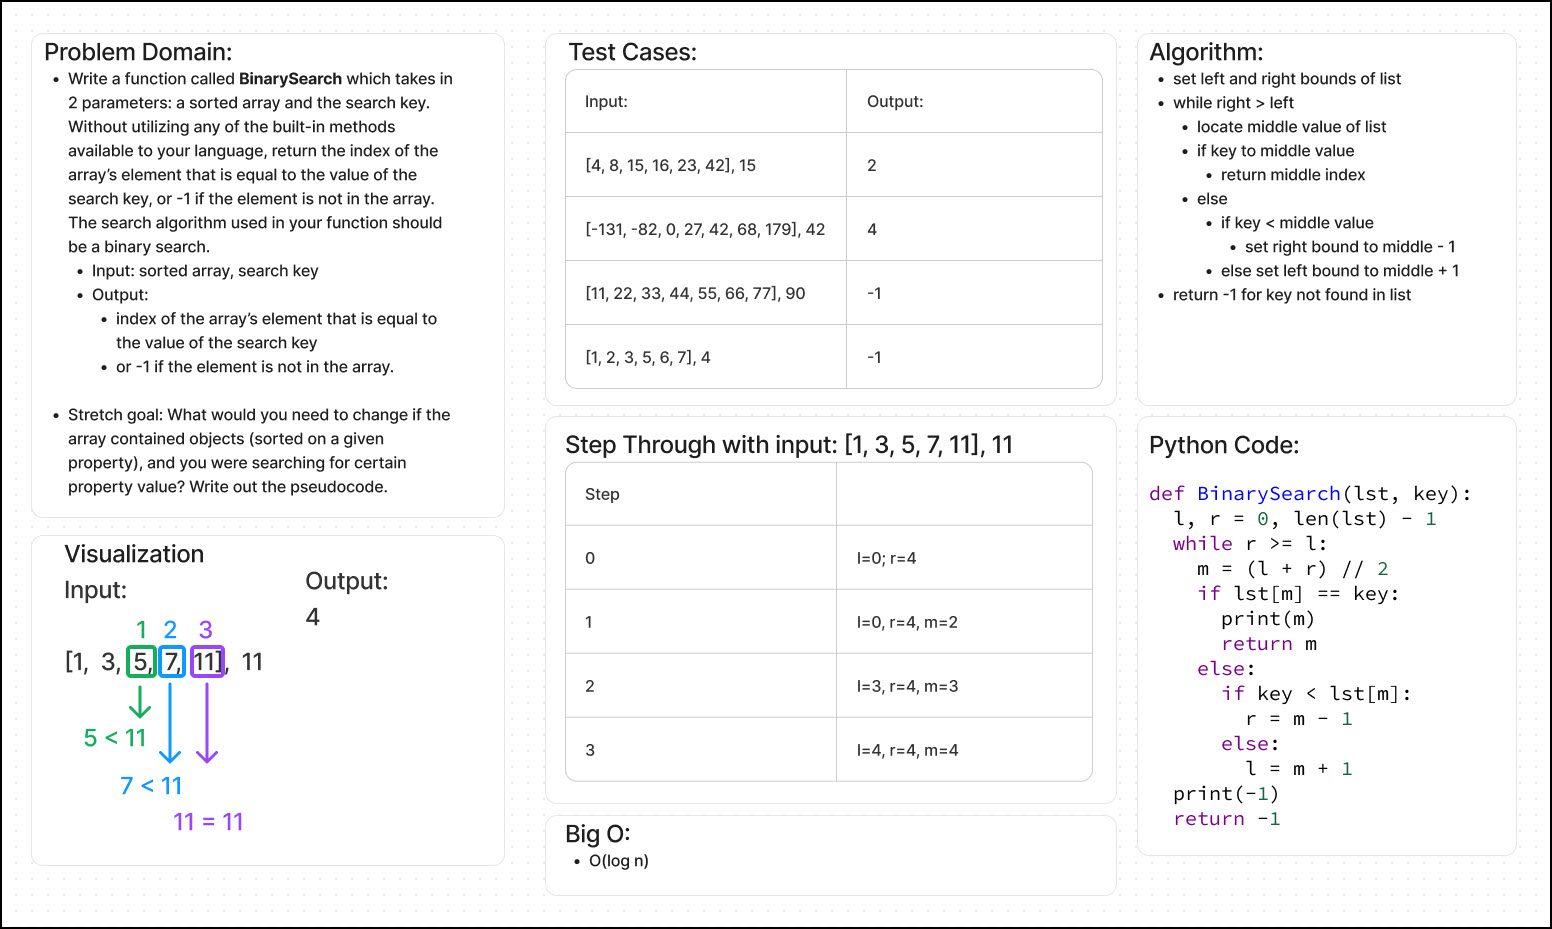 Problem Domain:
• Write a function called BinarySearch which takes in
2 parameters: a sorted array and the search key.
Without utilizing any of the built-in methods
available to your language, return the index of the
array's element that is equal to the value of the
search key, or -1 if the element is not in the array.
The search algorithm used in your function should
be a binary search.
• Input: sorted array, search key
• Output:
• index of the array's element that is equal to
the value of the search key
• or -1 if the element is not in the array.
• Stretch goal: What would you need to change if the
array contained objects (sorted on a given
property), and you were searching for certain
property value? Write out the pseudocode.
Visualization
Input:
Output:
4
1 2 3
[1, 3, 5, 7, 11], 11
5 < 11
7 < 11
11 = 11
Test Cases:
Input: Output:
[4, 8, 15, 16, 23, 42], 15 2
[-131, -82, 0, 27, 42, 68, 179], 42 4
[11, 22, 33, 44, 55, 66, 77], 90 -1
[1, 2, 3, 5, 6, 7], 4 -1
Step Through with input: [1, 3, 5, 7, 11], 11
Step
0 l=0; r=4
1 l=0, r=4, m=2
2 l=3, r=4, m=3
3 l=4, r=4, m=4
Big O:
• O(log n)
Algorithm:
• set left and right bounds of list
• while right > left
• locate middle value of list
• if key to middle value
• return middle index
• else
• if key < middle value
• set right bound to middle - 1
• else set left bound to middle + 1
• return -1 for key not found in list
Python Code:
def BinarySearch(lst, key):
l, r = 0, len(lst) - 1
while r >= l:
m = (l + r) // 2
if lst[m] == key:
print(m)
return m
else:
if key < lst[m]:
r = m - 1
else:
l = m + 1
print(-1)
return -1